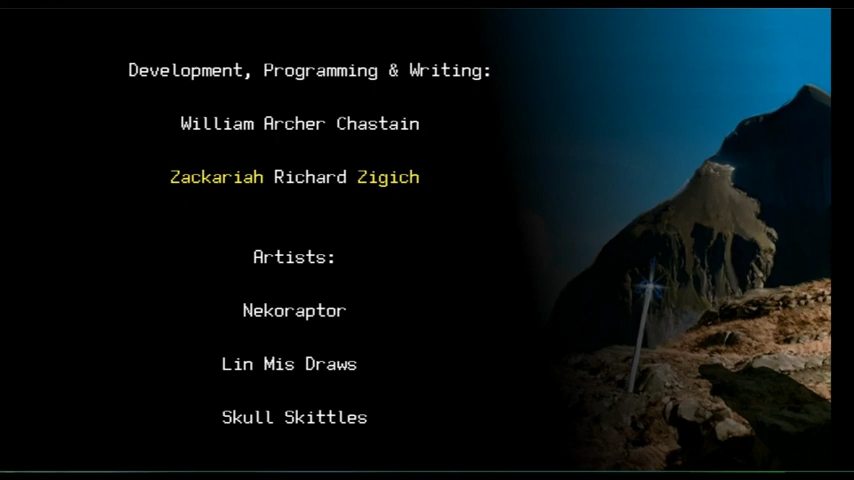 Development, Programming & Writing:
William Archer Chastain
Zackariah Richard Zigich
Artists:
Nekoraptor
Lin Mis Draws
Skull Skittles